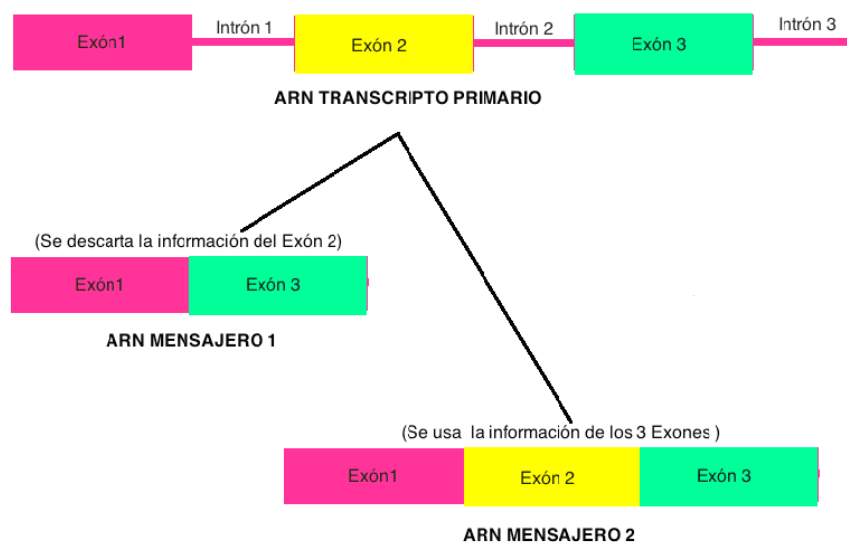 Exón1 Intrón 1 Exón 2 Intrón 2 Exón 3 Intrón 3
ARN TRANSCRIPTO PRIMARIO
(Se descarta la información del Exón 2)
Exón1 Exón 3
ARN MENSAJERO 1
(Se usa la información de los 3 Exones )
Exón1 Exón 2 Exón 3
ARN MENSAJERO 2